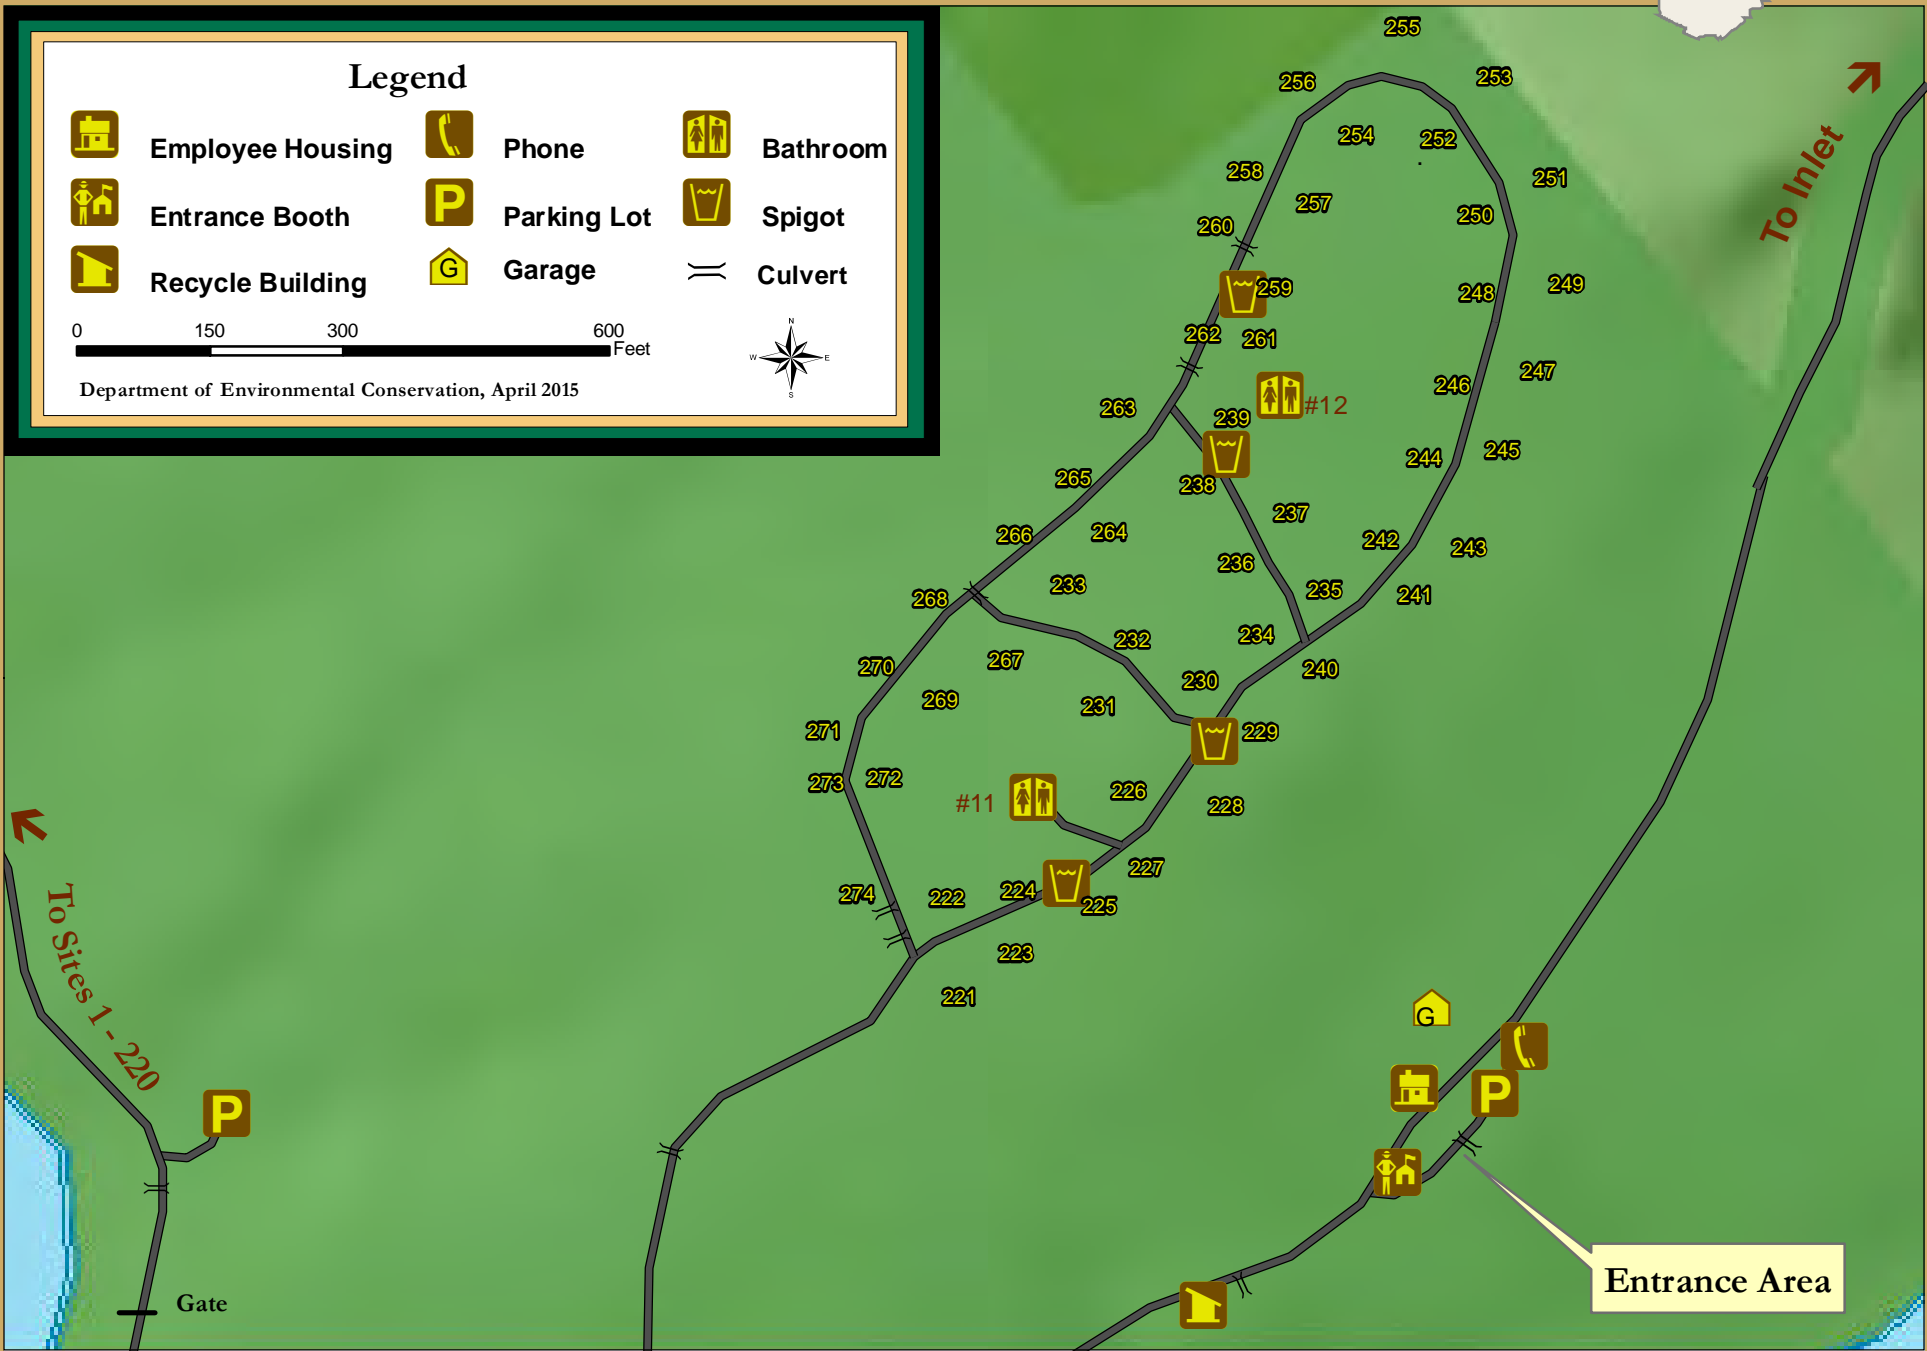 Legend
Employee Housing
Phone
Bathroom
Entrance Booth
P
Parking Lot
Spigot
Recycle Building
G
Garage
Culvert
0 150 300 600
Feet
N
W E
S
Department of Environmental Conservation, April 2015
255
256
253
254
252
258
251
257
250
260
259
248
249
262
261
247
246
263
#12
239
245
244
265
238
237
266
264
242
243
236
233
235
241
268
232
234
267
270
240
230
269
231
271
229
273
272
226
#11
228
227
274
222
224
225
223
221
To Inlet
To Sites 1 - 220
P
Gate
G
P
Entrance Area